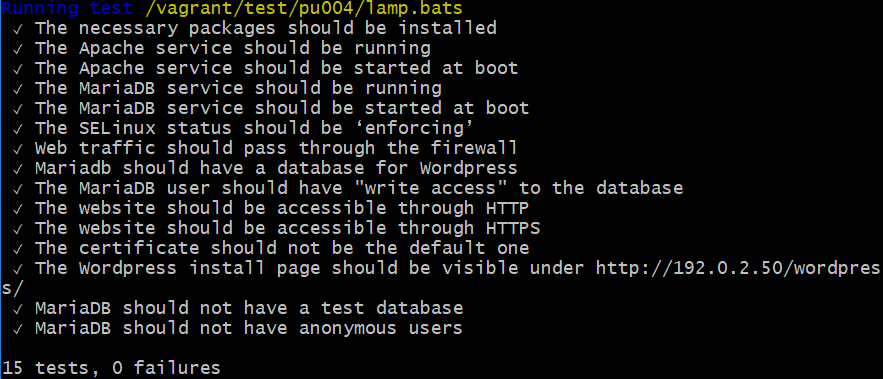 Running test /vagrant/test/pu004/lamp.bats
✓ The necessary packages should be installed
✓ The Apache service should be running
✓ The Apache service should be started at boot
✓ The MariaDB service should be running
✓ The MariaDB service should be started at boot
✓ The SELinux status should be ‘enforcing’
✓ Web traffic should pass through the firewall
✓ Mariadb should have a database for Wordpress
✓ The MariaDB user should have "write access" to the database
✓ The website should be accessible through HTTP
✓ The website should be accessible through HTTPS
✓ The certificate should not be the default one
✓ The Wordpress install page should be visible under http://192.0.2.50/wordpres
s/
✓ MariaDB should not have a test database
✓ MariaDB should not have anonymous users
15 tests, 0 failures